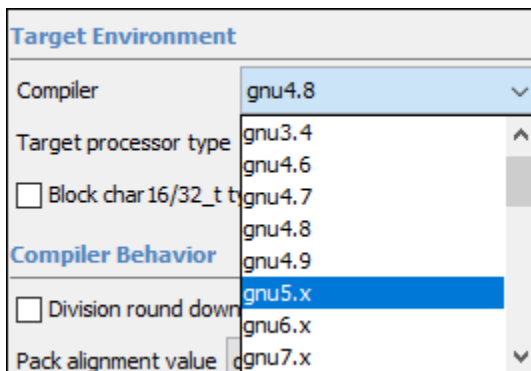 Target Environment
Compiler gnu4.8
Target processor type gnu3.4
gnu4.6
Block char16/32_t gnu4.7
gnu4.8
Compiler Behavior gnu4.9
gnu5.x
Division round down gnu6.x
Pack alignment value gnu7.x